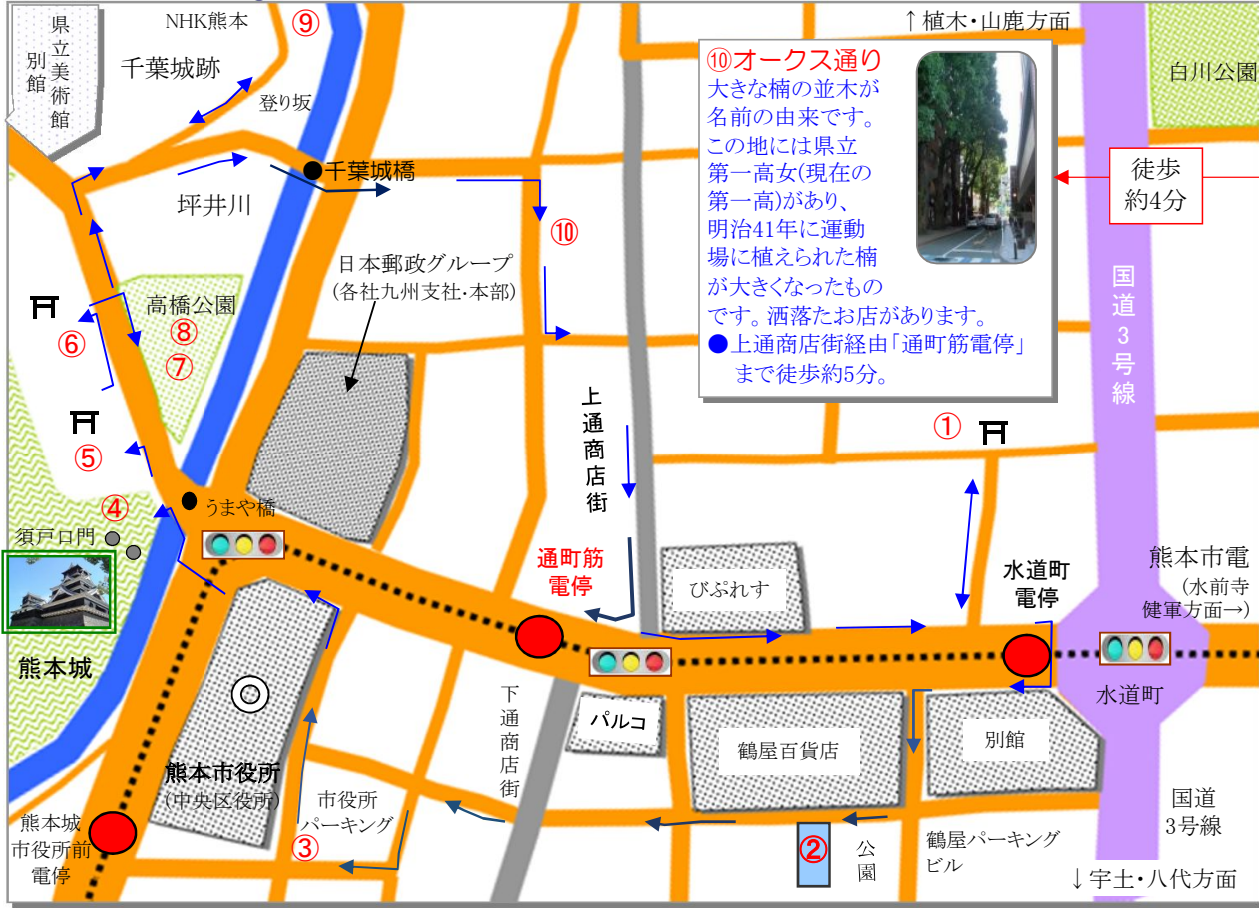 県立美術館
別館
NHK熊本
⑨
千葉城跡
登り坂
↑植木・山鹿方面
白川公園
⑩オークス通り
大きな楠の並木が
名前の由来です。
この地には県立
第一高女(現在の
第一高)があり、
明治41年に運動
場に植えられた楠
が大きくなったもの
です。洒落たお店があります。
●上通商店街経由「通町筋電停」
まで徒歩約5分。
徒歩
約4分
千葉城橋
坪井川
⑩
日本郵政グループ
(各社九州支社・本部)
国道3号線
高橋公園
⑧
⑦
⑥
上通商店街
①
⑤
④
うまや橋
須戸口門
熊本城
通町筋
電停
びぷれす
水道町
電停
熊本市電
(水前寺
健軍方面→)
水道町
下通商店街
パルコ
鶴屋百貨店
別館
熊本市役所
(中央区役所)
市役所
パーキング
③
②
公園
鶴屋パーキング
ビル
国道
3号線
熊本城
市役所前
電停
↓宇土・八代方面